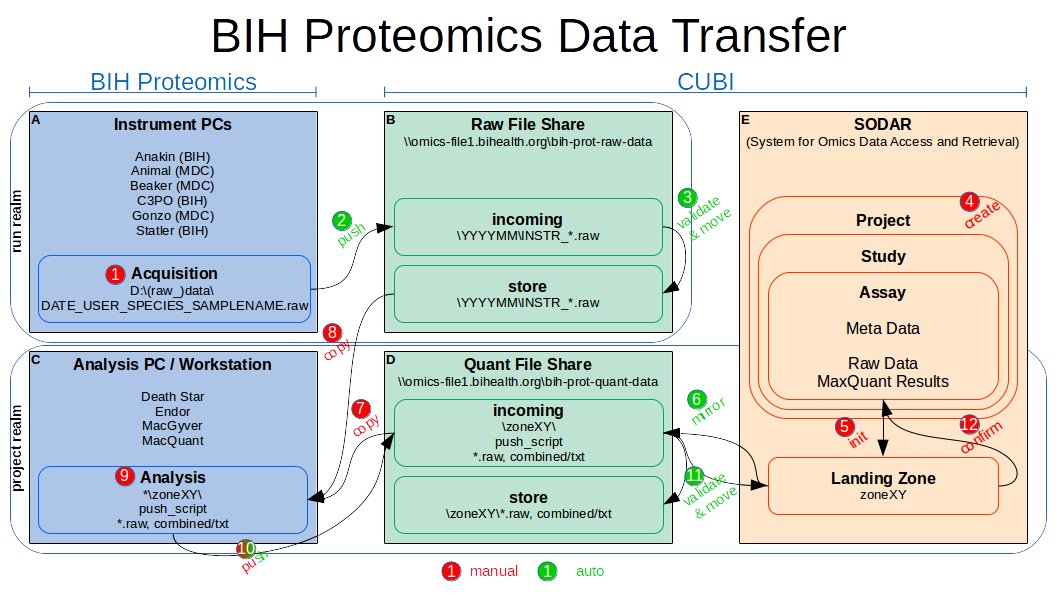 BIH Proteomics Data Transfer
BIH Proteomics
CUBI
run realm
project realm
A
Instrument PCs
Anakin (BIH)
Animal (MDC)
Beaker (MDC)
C3PO (BIH)
Gonzo (MDC)
Statler (BIH)
1 Acquisition
D:\(raw_)data\
DATE_USER_SPECIES_SAMPLENAME.raw
2
push
B
Raw File Share
\\omics-file1.bihealth.org\bih-prot-raw-data
incoming
\YYYYMM\INSTR_*.raw
store
\YYYYMM\INSTR_*.raw
3
validate
& move
E
SODAR
(System for Omics Data Access and Retrieval)
4
create
Project
Study
Assay
Meta Data
Raw Data
MaxQuant Results
5
init
12
confirm
Landing Zone
zoneXY
8
copy
C
Analysis PC / Workstation
Death Star
Endor
MacGyver
MacQuant
9 Analysis
*\zoneXY\
push_script
*.raw, combined/txt
7
copy
10
push
D
Quant File Share
\\omics-file1.bihealth.org\bih-prot-quant-data
incoming
\zoneXY\
push_script
*.raw, combined/txt
store
\zoneXY\*.raw, combined/txt
6
mirror
11
validate
& move
1 manual
1 auto